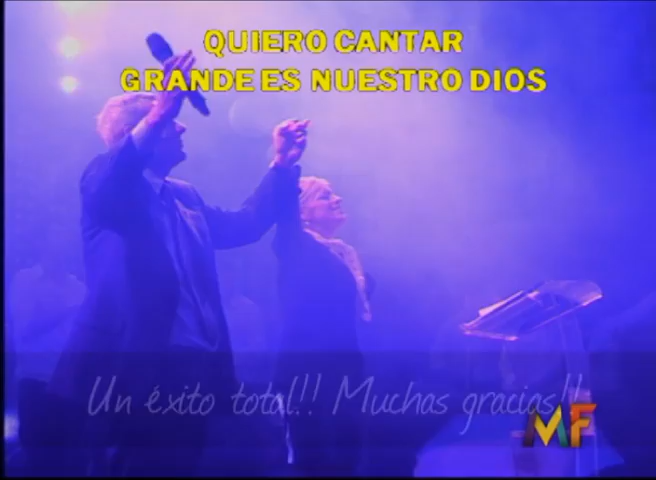 QUIERO CANTAR
GRANDE ES NUESTRO DIOS
Un éxito total!! Muchas gracias!!
MF